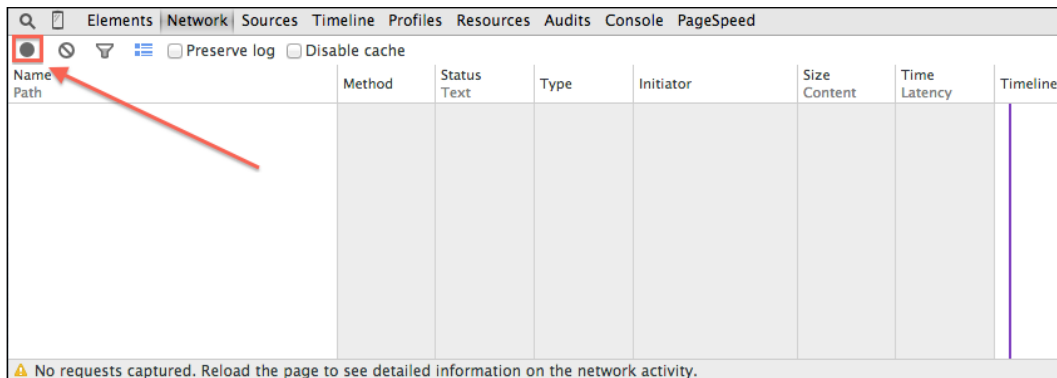 Elements Network Sources Timeline Profiles Resources Audits Console PageSpeed
Preserve log Disable cache
Name Method Status Type Initiator Size Time Timeline
Path Text Content Latency
No requests captured. Reload the page to see detailed information on the network activity.